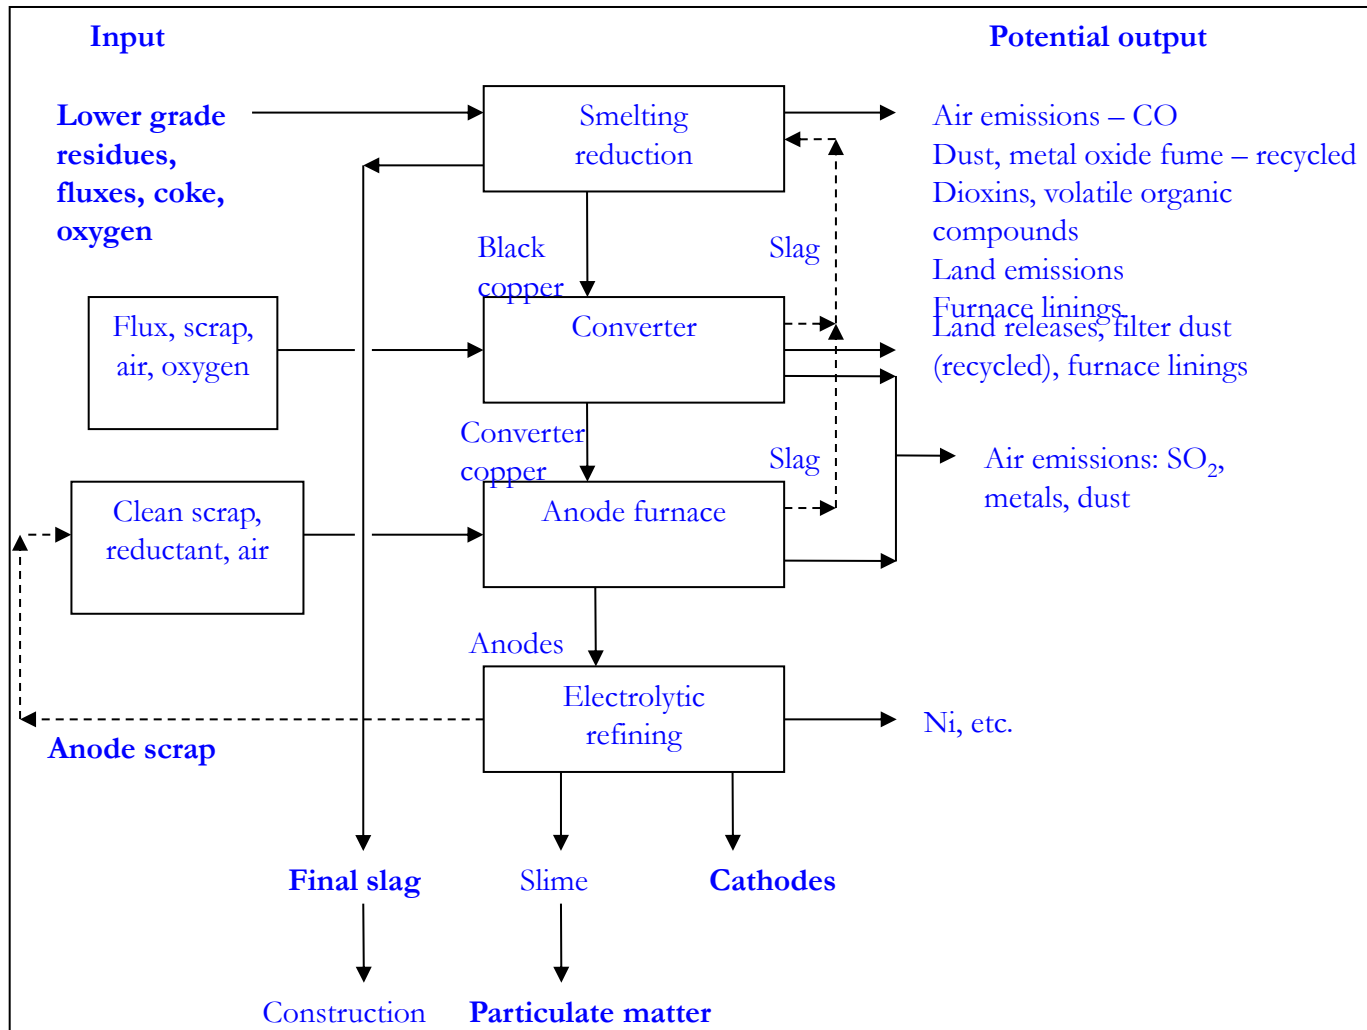 Input
Potential output
Lower grade
residues,
fluxes, coke,
oxygen
Smelting
reduction
Air emissions – CO
Dust, metal oxide fume – recycled
Dioxins, volatile organic
compounds
Land emissions
Furnace linings
Black
copper
Slag
Flux, scrap,
air, oxygen
Converter
Land releases, filter dust
(recycled), furnace linings
Converter
copper
Slag
Air emissions: SO₂,
metals, dust
Clean scrap,
reductant, air
Anode furnace
Anodes
Electrolytic
refining
Ni, etc.
Anode scrap
Final slag
Slime
Cathodes
Construction
Particulate matter